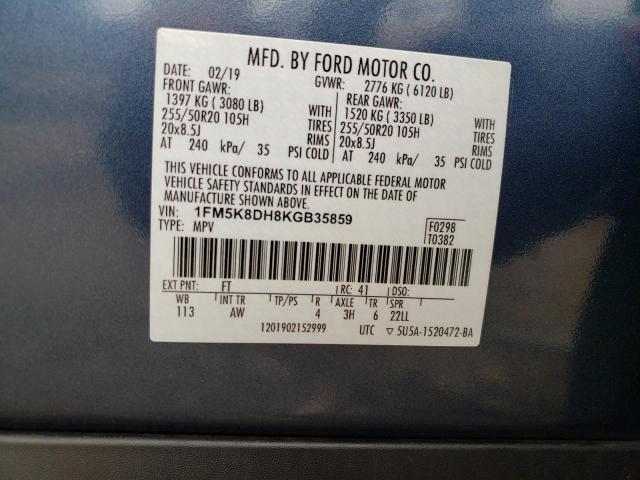 MFD. BY FORD MOTOR CO.
DATE: 02/19 GVWR: 2776 KG ( 6120 LB)
FRONT GAWR: REAR GAWR:
1397 KG ( 3080 LB) WITH 1520 KG ( 3350 LB) WITH
255/50R20 105H TIRES 255/50R20 105H TIRES
20x8.5J RIMS 20x8.5J RIMS
AT 240 kPa/ 35 PSI COLD AT 240 kPa/ 35 PSI COLD
THIS VEHICLE CONFORMS TO ALL APPLICABLE FEDERAL MOTOR
VEHICLE SAFETY STANDARDS IN EFFECT ON THE DATE OF
MANUFACTURE SHOWN ABOVE.
VIN: 1FM5K8DH8KGB35859 F0298
TYPE: MPV T0382
EXT PNT: FT RC: 41 DSO:
WB INT TR TP/PS R AXLE TR SPR
113 AW 4 3H 6 22LL
1201902152999 UTC ▽ 5U5A-1520472-BA